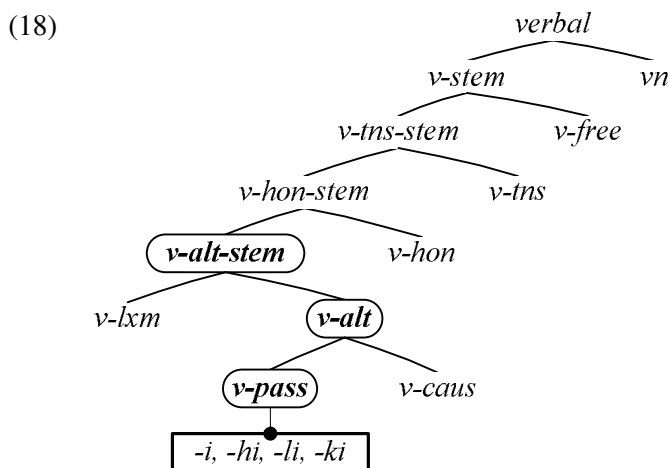 (18) verbal
v-stem vn
v-tns-stem v-free
v-hon-stem v-tns
v-alt-stem v-hon
v-lxm v-alt
v-pass v-caus
-i, -hi, -li, -ki